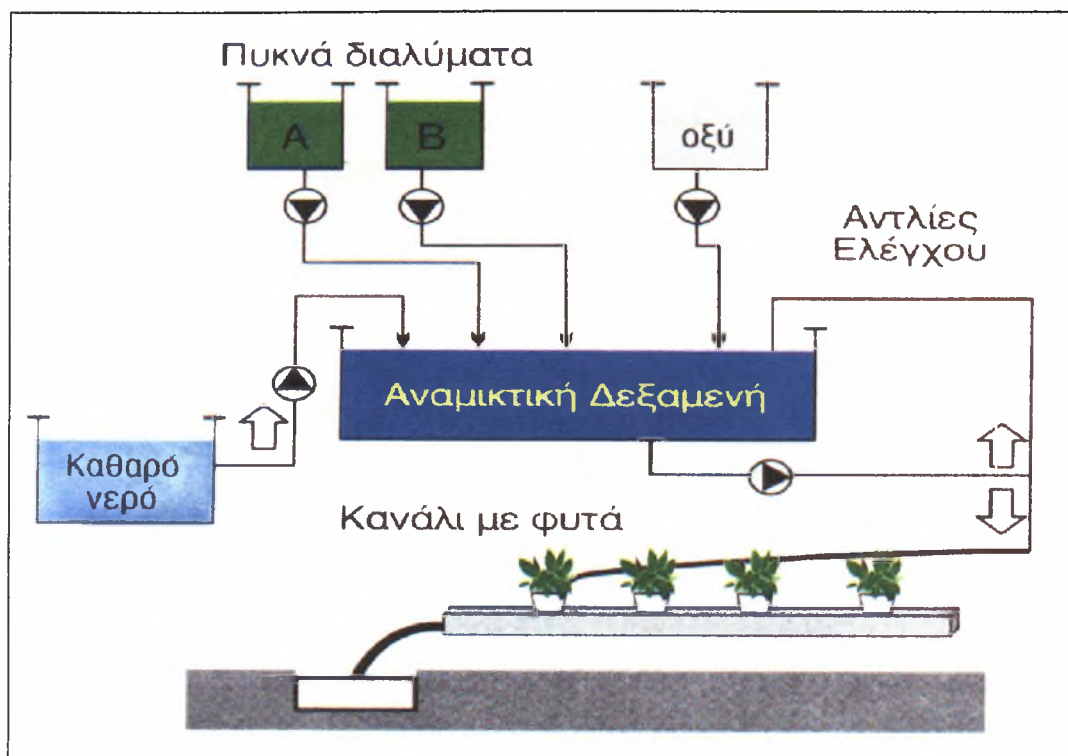 Πυκνά διαλύματα
Α
Β
οξύ
Αντλίες
Ελέγχου
Αναμικτική Δεξαμενή
Καθαρό
νερό
Κανάλι με φυτά